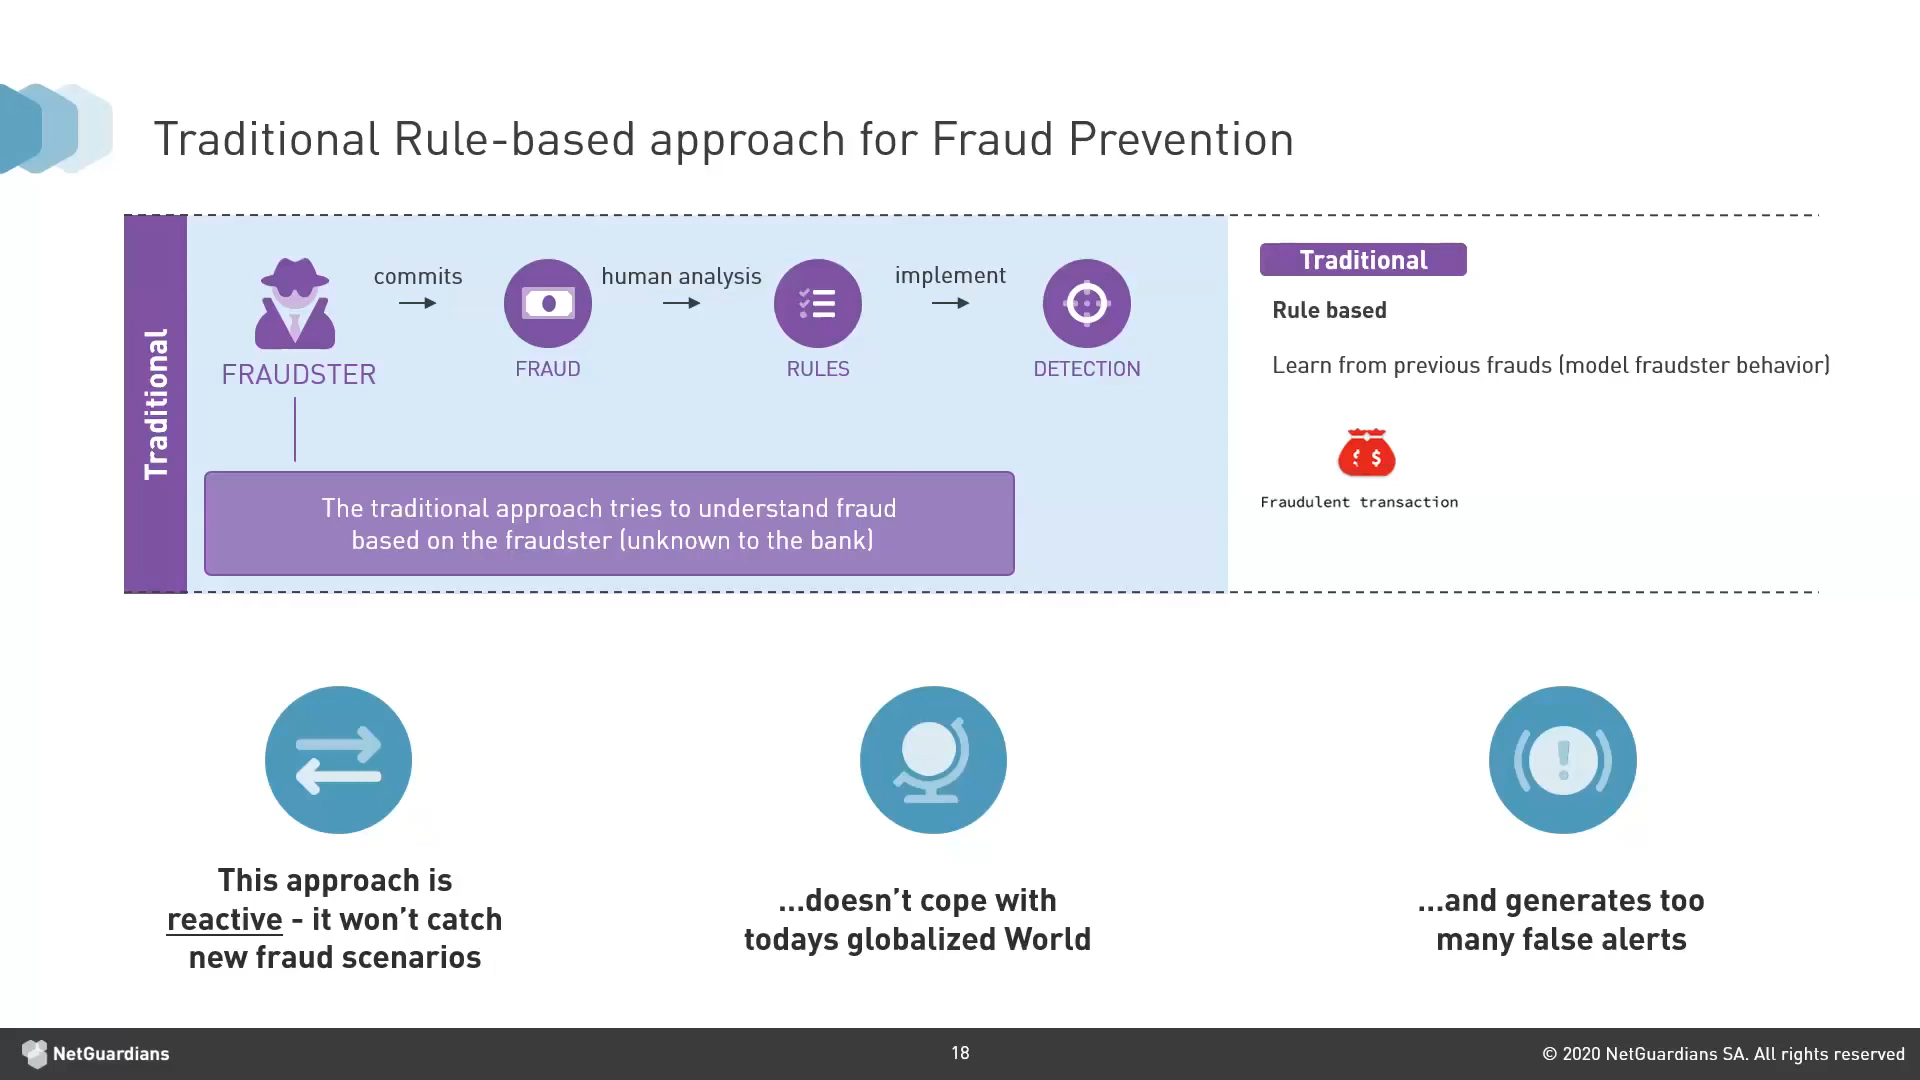 Traditional Rule-based approach for Fraud Prevention
Traditional
commits
human analysis
implement
FRAUDSTER
FRAUD
RULES
DETECTION
The traditional approach tries to understand fraud
based on the fraudster (unknown to the bank)
Traditional
Rule based
Learn from previous frauds (model fraudster behavior)
$ $
Fraudulent transaction
This approach is
reactive - it won't catch
new fraud scenarios
...doesn't cope with
todays globalized World
...and generates too
many false alerts
NetGuardians
18
© 2020 NetGuardians SA. All rights reserved